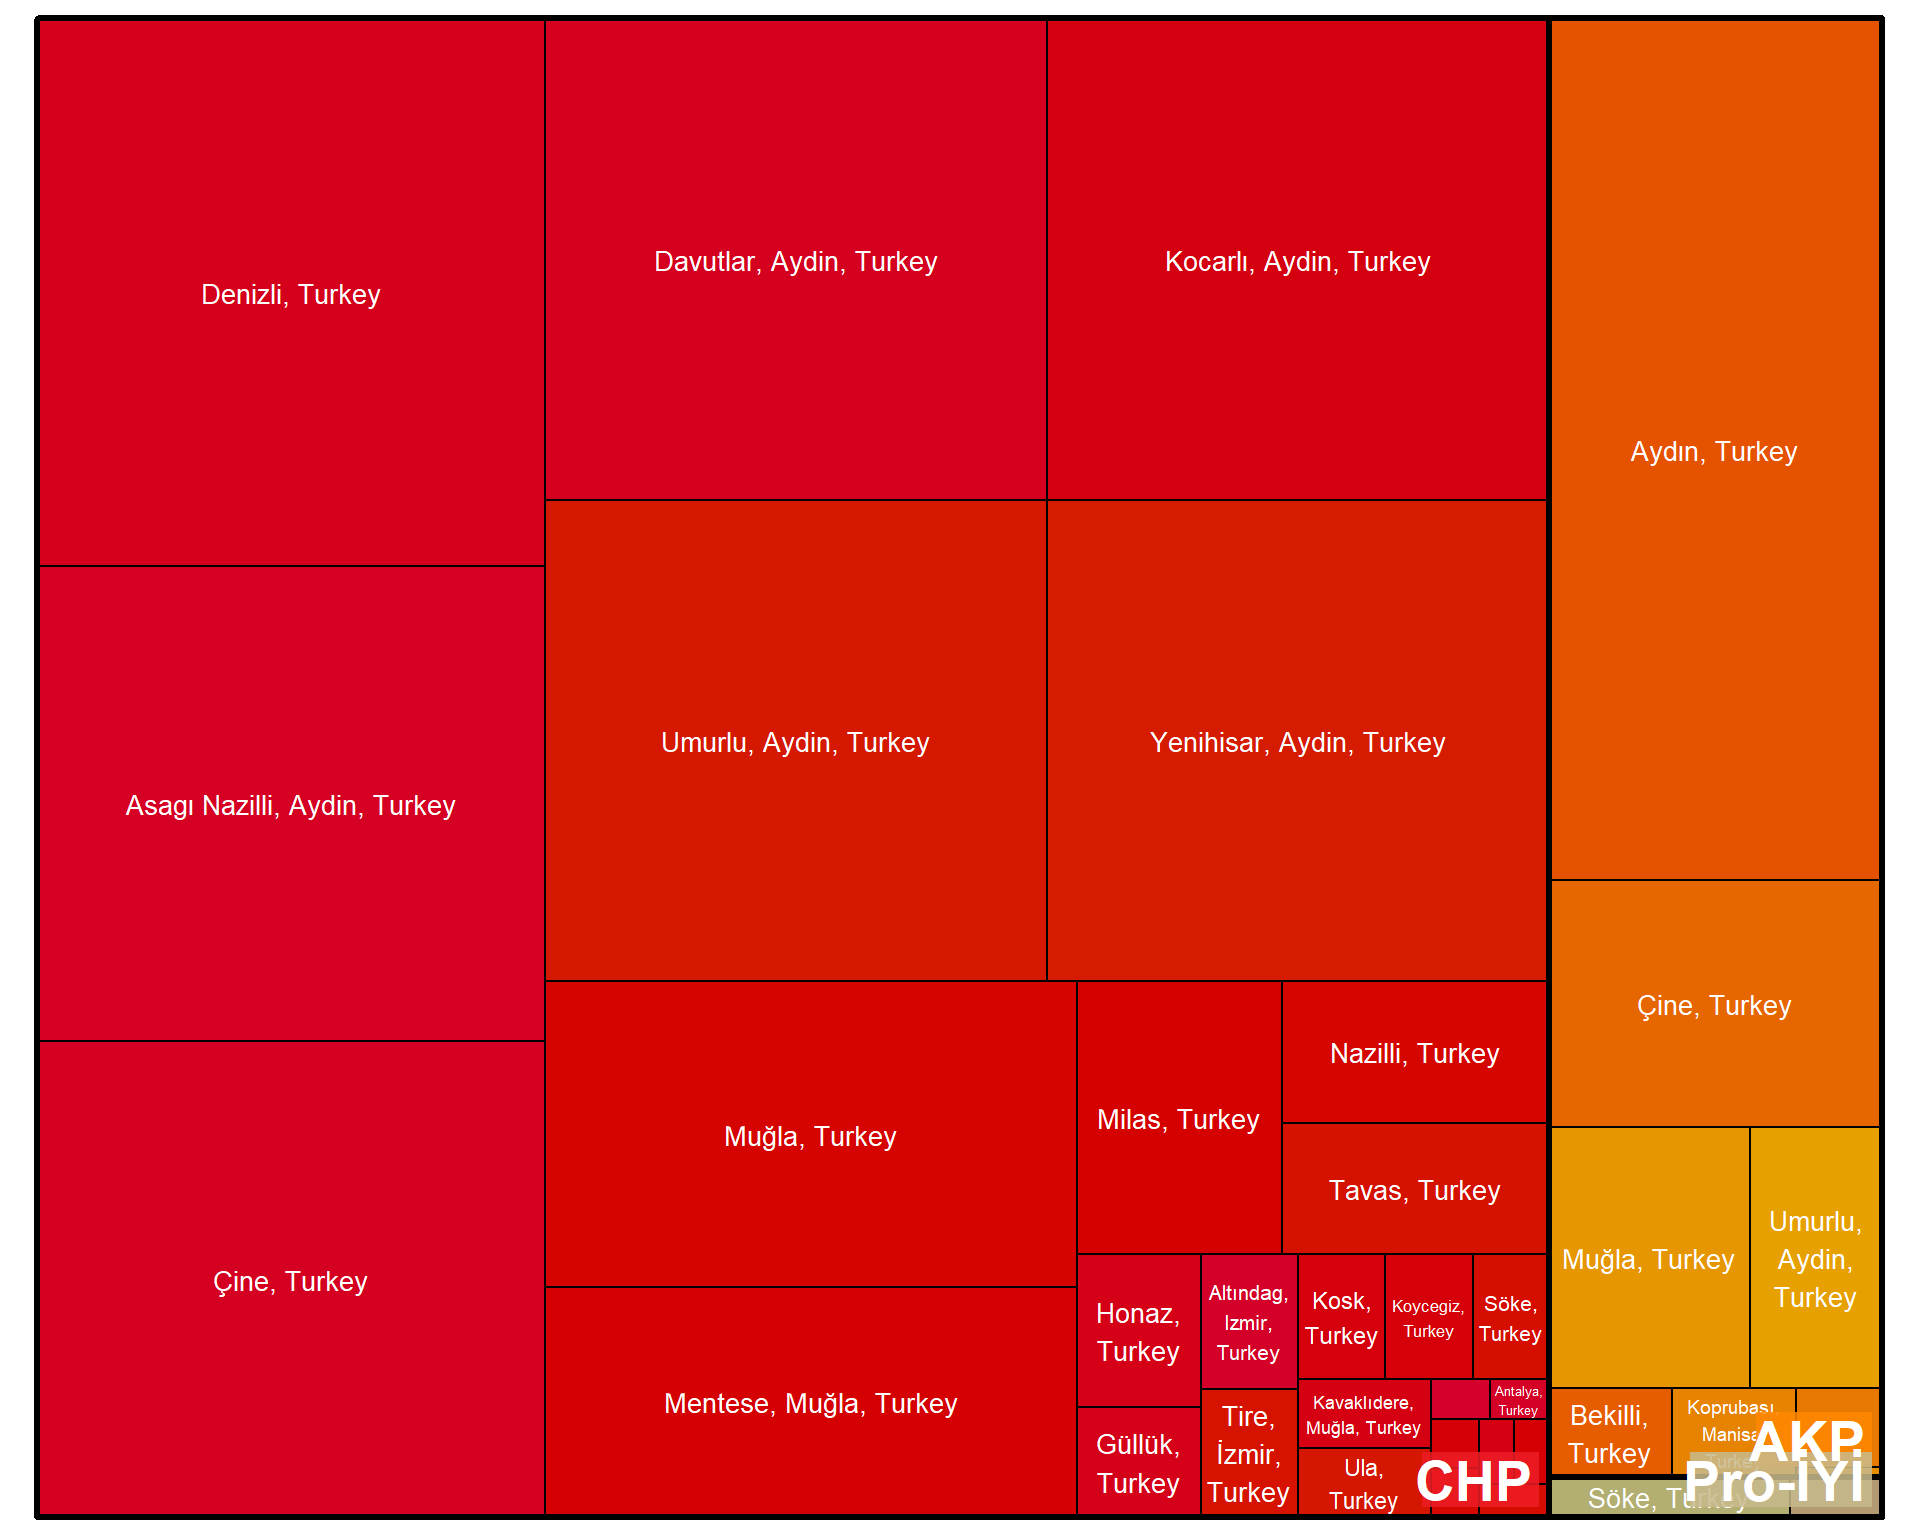 Denizli, Turkey
Asagı Nazilli, Aydin, Turkey
Çine, Turkey
Davutlar, Aydin, Turkey
Kocarlı, Aydin, Turkey
Umurlu, Aydin, Turkey
Yenihisar, Aydin, Turkey
Muğla, Turkey
Mentese, Muğla, Turkey
Milas, Turkey
Nazilli, Turkey
Tavas, Turkey
Honaz,
Turkey
Güllük,
Turkey
Altındag,
Izmir,
Turkey
Tire,
İzmir,
Turkey
Kosk,
Turkey
Koycegiz,
Turkey
Söke,
Turkey
Kavaklıdere,
Muğla, Turkey
Antalya,
Turkey
Ula,
Turkey
CHP
Aydın, Turkey
Çine, Turkey
Muğla, Turkey
Umurlu,
Aydin,
Turkey
Bekilli,
Turkey
Koprubası,
Manisa,
Turkey
AKP
Söke, Turkey
Pro-İYİ